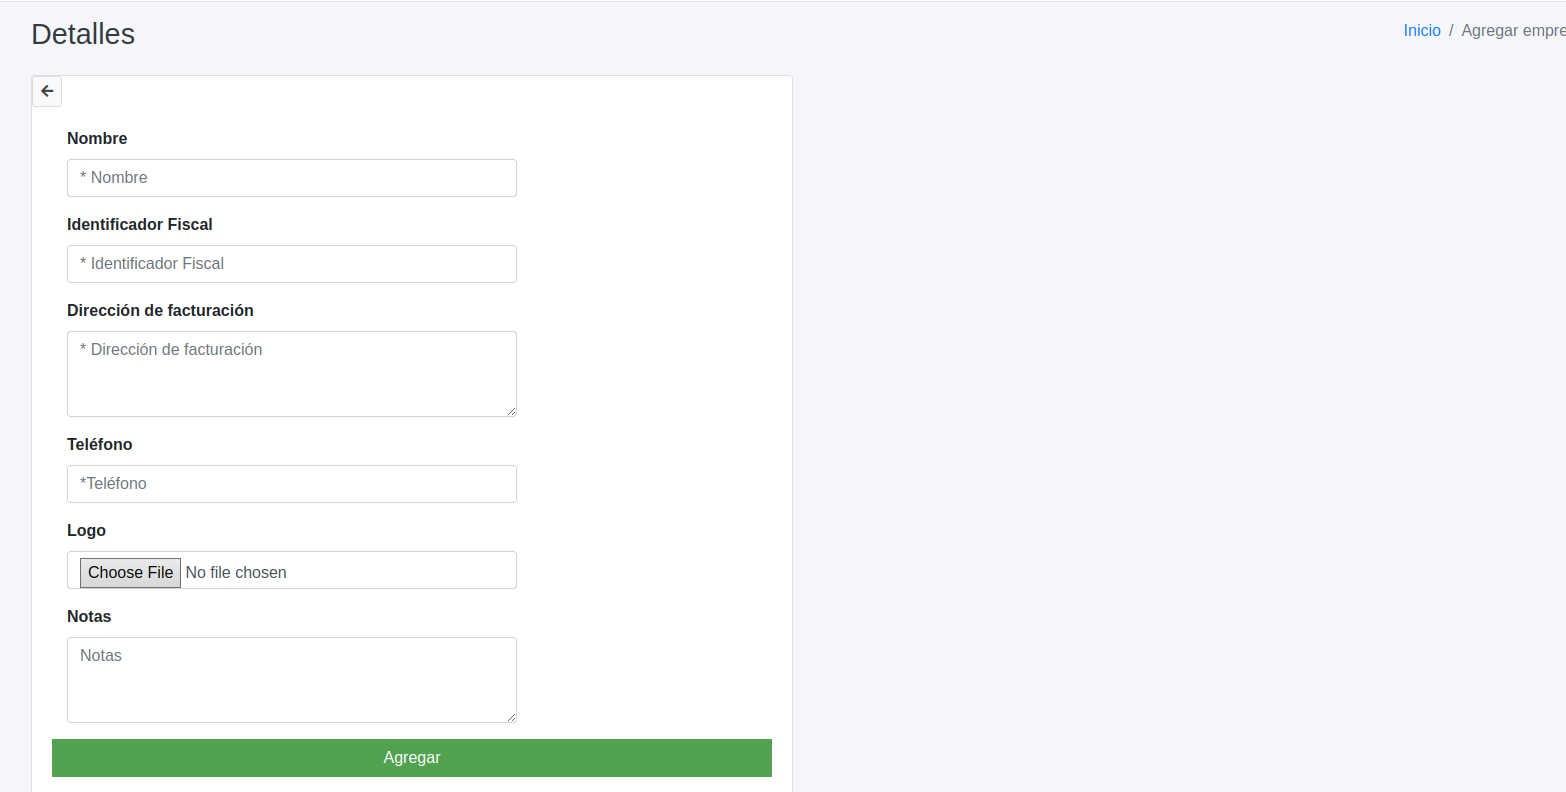 Detalles
Inicio / Agregar empre
Nombre
* Nombre
Identificador Fiscal
* Identificador Fiscal
Dirección de facturación
* Dirección de facturación
Teléfono
*Teléfono
Logo
Choose File No file chosen
Notas
Notas
Agregar